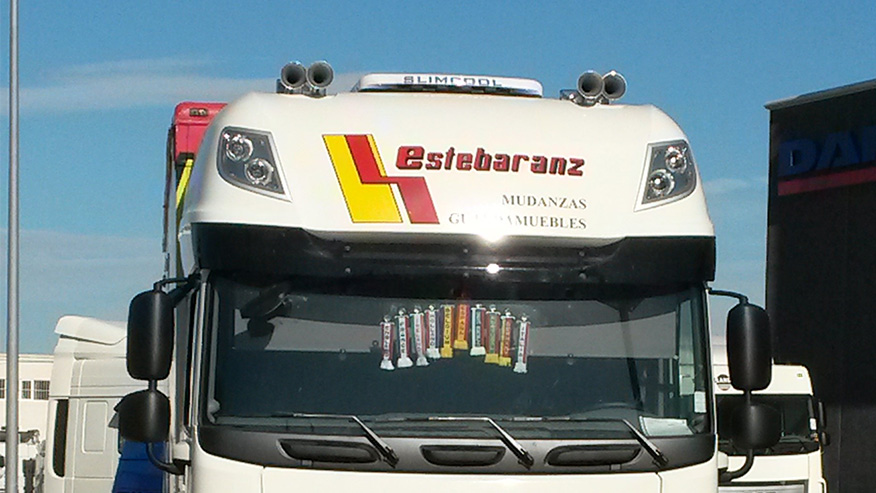 SLIMCOOL
estebaranz
MUDANZAS
GUARDAMUEBLES
DAF